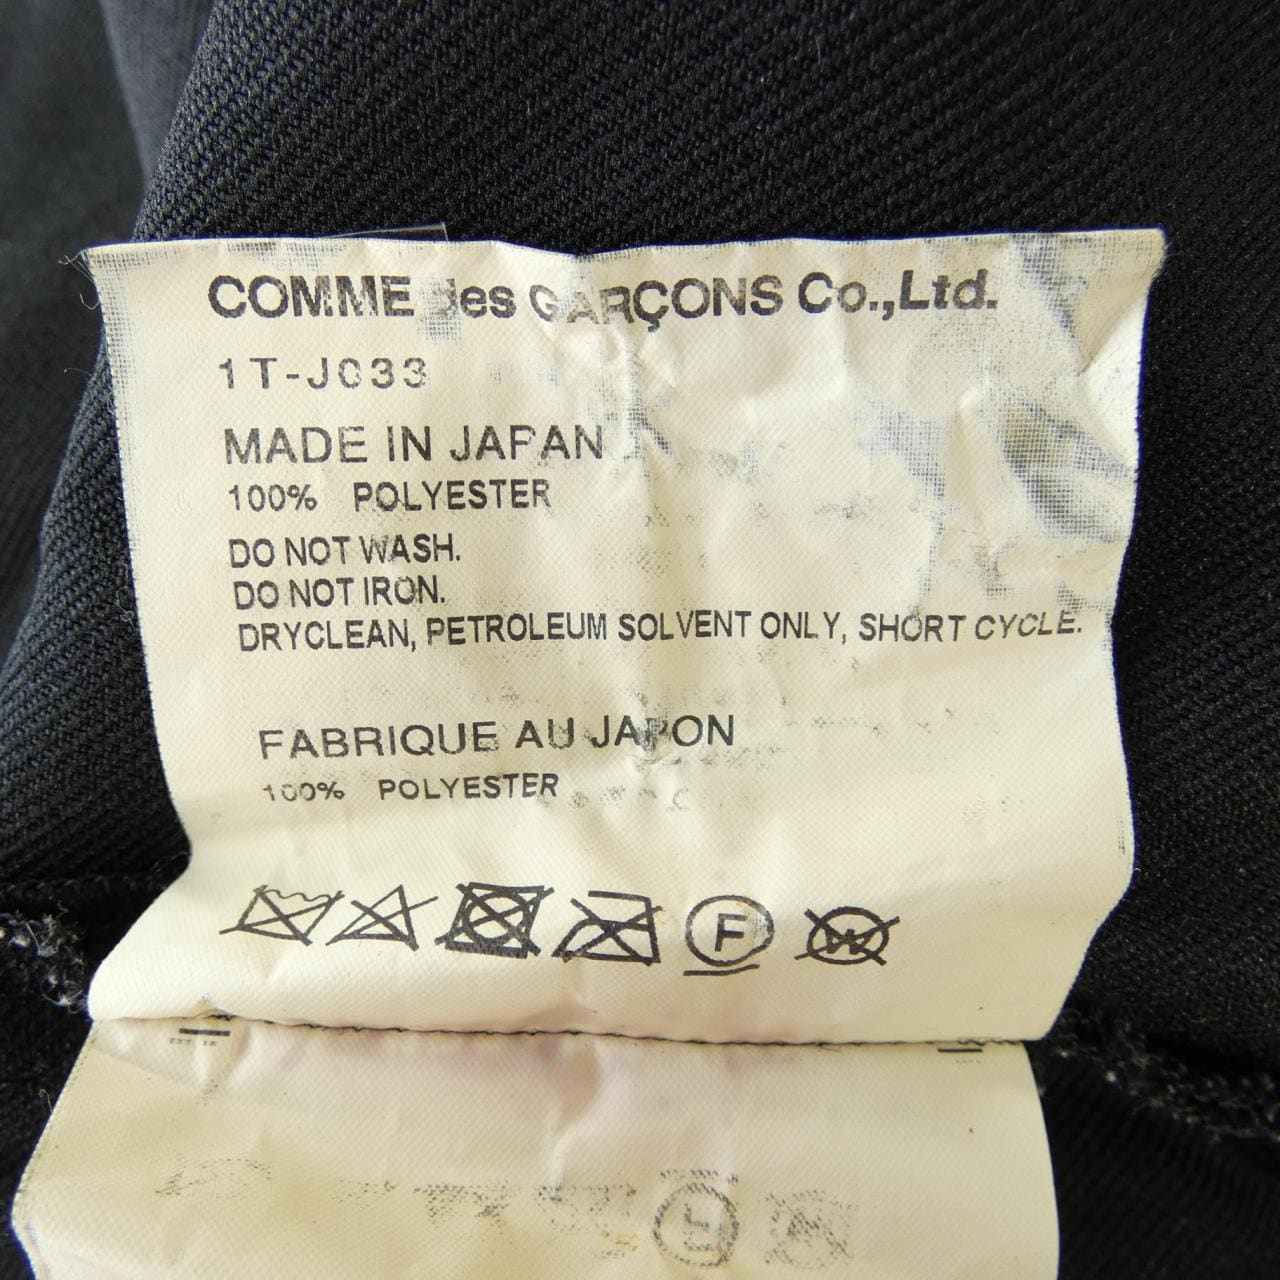 COMME des GARÇONS Co.,Ltd.
1T-J033
MADE IN JAPAN
100% POLYESTER
DO NOT WASH.
DO NOT IRON.
DRYCLEAN, PETROLEUM SOLVENT ONLY, SHORT CYCLE.
FABRIQUE AU JAPON
100% POLYESTER
F W